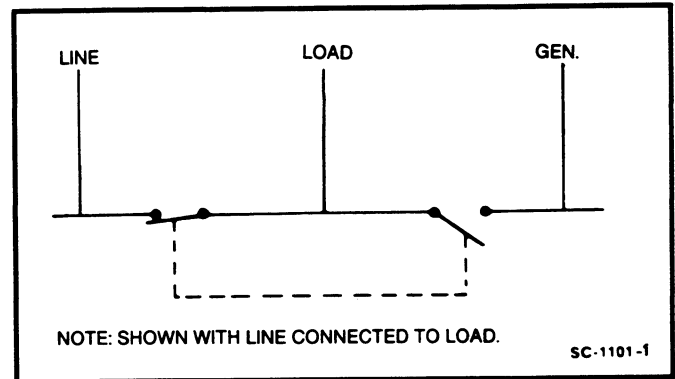 LINE LOAD GEN.
NOTE: SHOWN WITH LINE CONNECTED TO LOAD.
SC-1101-1